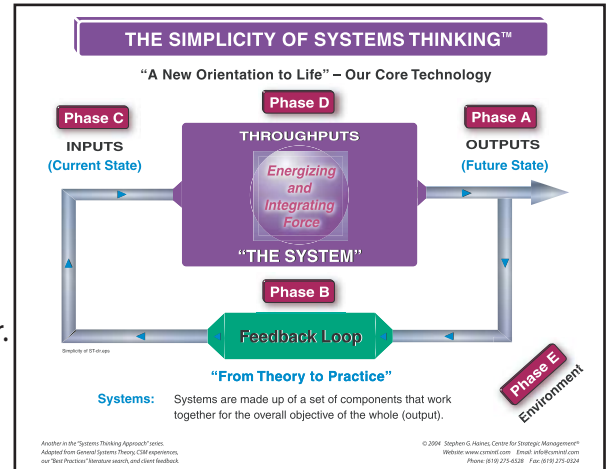 THE SIMPLICITY OF SYSTEMS THINKING™
“A New Orientation to Life” – Our Core Technology
Phase D
Phase C
Phase A
INPUTS
(Current State)
THROUGHPUTS
OUTPUTS
(Future State)
Energizing
and
Integrating
Force
“THE SYSTEM”
Phase B
Feedback Loop
r.
Simplicity of ST-dr.eps
“From Theory to Practice”
Phase E
Environment
Systems: Systems are made up of a set of components that work
together for the overall objective of the whole (output).
Another in the "Systems Thinking Approach" series.
Adapted from General Systems Theory, CSM experiences,
our "Best Practices" literature search, and client feedback.
© 2004 Stephen G. Haines, Centre for Strategic Management®
Website: www.csmintl.com Email: info@csmintl.com
Phone: (619) 275-6528 Fax: (619) 275-0324